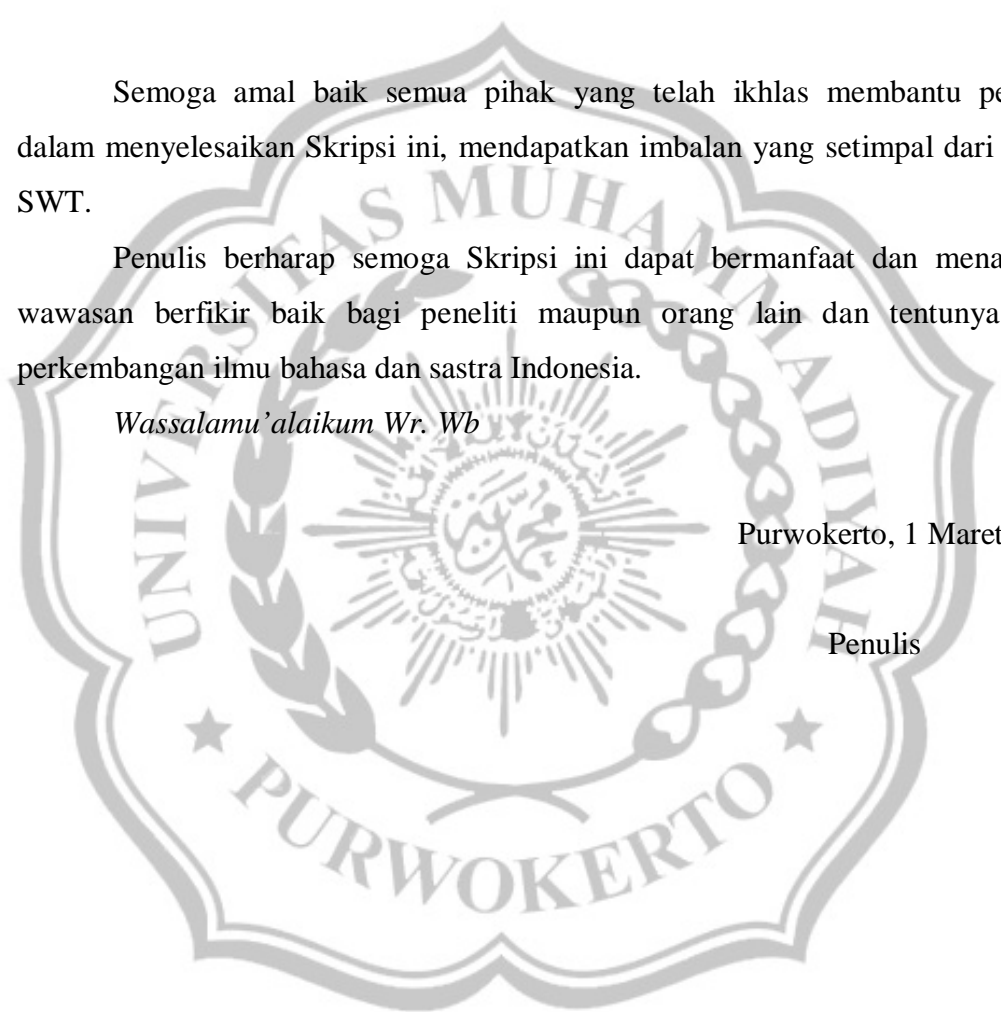 Semoga amal baik semua pihak yang telah ikhlas membantu pe
dalam menyelesaikan Skripsi ini, mendapatkan imbalan yang setimpal dari
SWT.
Penulis berharap semoga Skripsi ini dapat bermanfaat dan mena
wawasan berfikir baik bagi peneliti maupun orang lain dan tentunya
perkembangan ilmu bahasa dan sastra Indonesia.
Wassalamu’alaikum Wr. Wb
Purwokerto, 1 Maret
Penulis
UNIVERSITAS MUHAMMADIYAH
PURWOKERTO